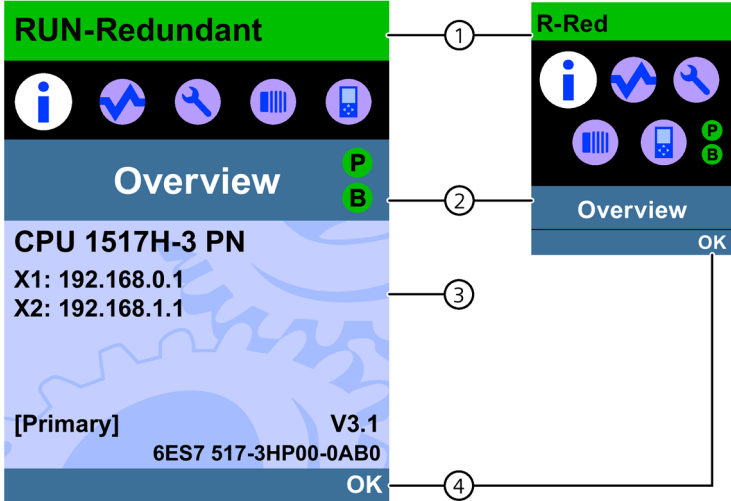 RUN-Redundant
P
Overview
B
CPU 1517H-3 PN
X1: 192.168.0.1
X2: 192.168.1.1
[Primary] V3.1
6ES7 517-3HP00-0AB0
OK
1
2
3
4
R-Red
P
B
Overview
OK